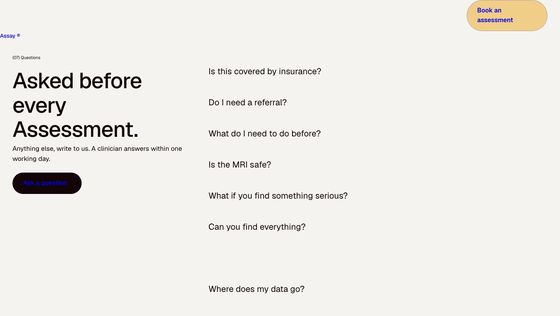 Book an
assessment
Assay ®
(07) Questions
Asked before
every
Assessment.
Anything else, write to us. A clinician answers within one
working day.
Ask a question
Is this covered by insurance?
Do I need a referral?
What do I need to do before?
Is the MRI safe?
What if you find something serious?
Can you find everything?
Where does my data go?